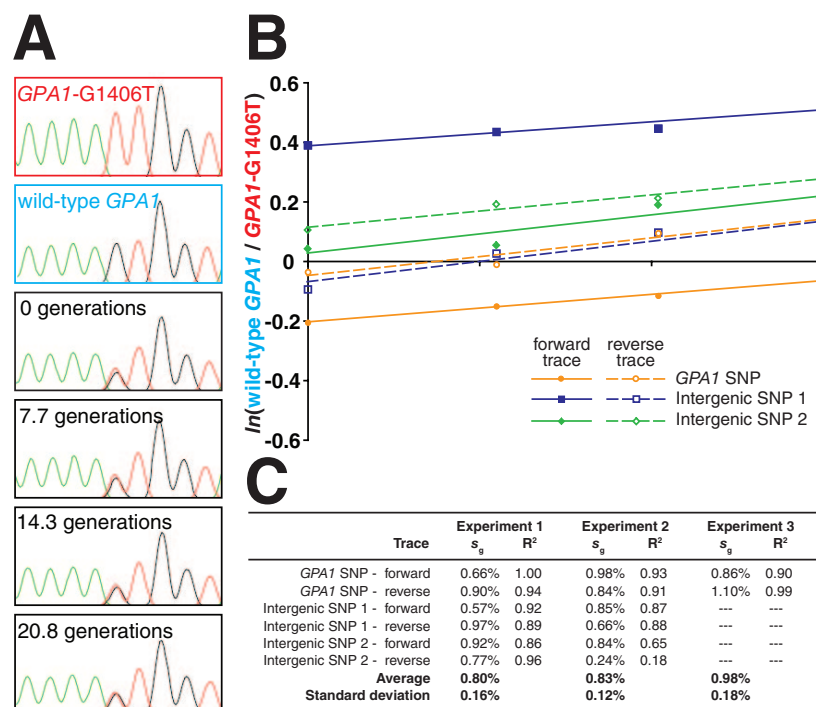 A
GPA1-G1406T
wild-type GPA1
0 generations
7.7 generations
14.3 generations
20.8 generations
B
ln(wild-type GPA1 / GPA1-G1406T)
0.6
0.4
0.2
0
-0.2
-0.4
-0.6
forward trace reverse trace
GPA1 SNP
Intergenic SNP 1
Intergenic SNP 2
C
Experiment 1 Experiment 2 Experiment 3
Trace sg R² sg R² sg R²
GPA1 SNP - forward 0.66% 1.00 0.98% 0.93 0.86% 0.90
GPA1 SNP - reverse 0.90% 0.94 0.84% 0.91 1.10% 0.99
Intergenic SNP 1 - forward 0.57% 0.92 0.85% 0.87 --- ---
Intergenic SNP 1 - reverse 0.97% 0.89 0.66% 0.88 --- ---
Intergenic SNP 2 - forward 0.92% 0.86 0.84% 0.65 --- ---
Intergenic SNP 2 - reverse 0.77% 0.96 0.24% 0.18 --- ---
Average 0.80% 0.83% 0.98%
Standard deviation 0.16% 0.12% 0.18%